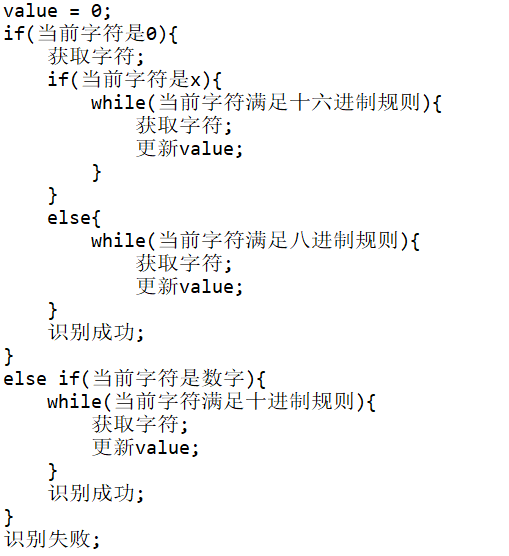 value = 0;
if(当前字符是0){
    获取字符;
    if(当前字符是x){
        while(当前字符满足十六进制规则){
            获取字符;
            更新value;
        }
    }
    else{
        while(当前字符满足八进制规则){
            获取字符;
            更新value;
    }
    识别成功;
}
else if(当前字符是数字){
    while(当前字符满足十进制规则){
        获取字符;
        更新value;
    }
    识别成功;
}
识别失败;